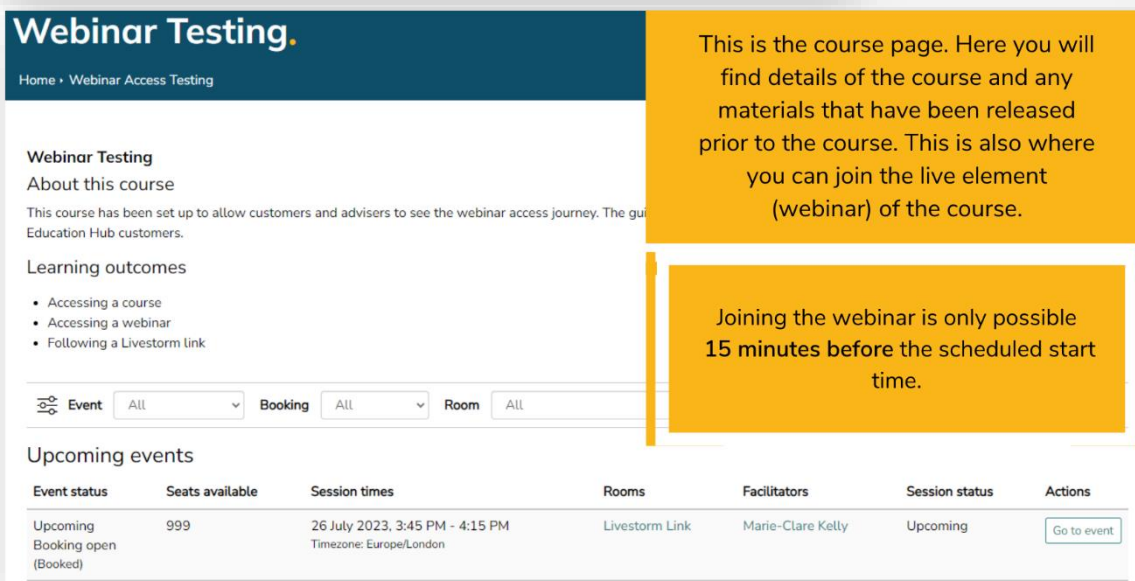 Webinar Testing.
Home › Webinar Access Testing
This is the course page. Here you will
find details of the course and any
materials that have been released
prior to the course. This is also where
you can join the live element
(webinar) of the course.
Webinar Testing
About this course
This course has been set up to allow customers and advisers to see the webinar access journey. The
Education Hub customers.
Learning outcomes
• Accessing a course
• Accessing a webinar
• Following a Livestorm link
Joining the webinar is only possible
15 minutes before the scheduled start
time.
Event All Booking All Room All
Upcoming events
Event status Seats available Session times Rooms Facilitators Session status Actions
Upcoming 999 26 July 2023, 3:45 PM - 4:15 PM Livestorm Link Marie-Clare Kelly Upcoming Go to event
Booking open Timezone: Europe/London
(Booked)